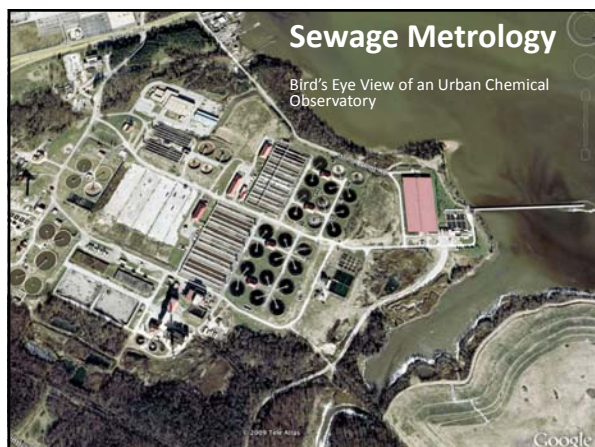 Sewage Metrology
Bird's Eye View of an Urban Chemical
Observatory
© 2009 Tele Atlas
Google